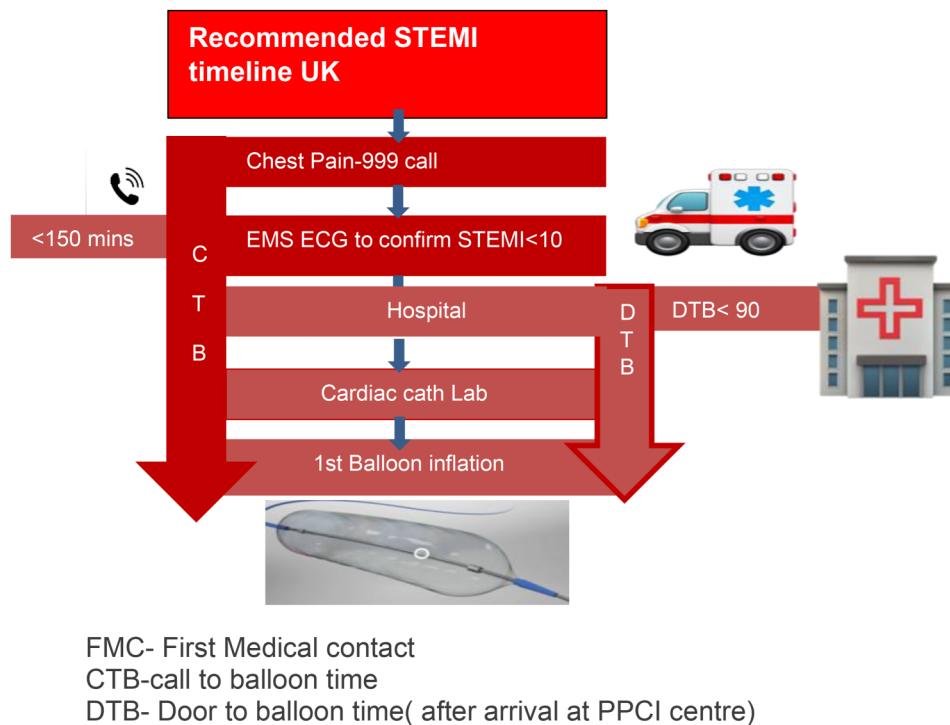 Recommended STEMI
timeline UK
Chest Pain-999 call
<150 mins
EMS ECG to confirm STEMI<10
C
T
B
Hospital
D
T
B
DTB< 90
Cardiac cath Lab
1st Balloon inflation
FMC- First Medical contact
CTB-call to balloon time
DTB- Door to balloon time( after arrival at PPCI centre)